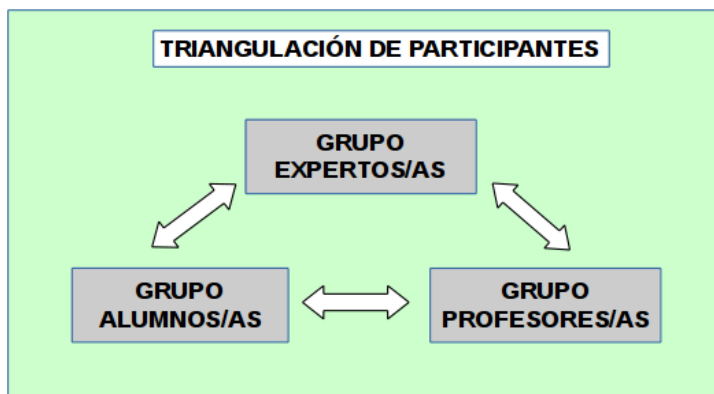 TRIANGULACIÓN DE PARTICIPANTES
GRUPO
EXPERTOS/AS
GRUPO
ALUMNOS/AS
GRUPO
PROFESORES/AS